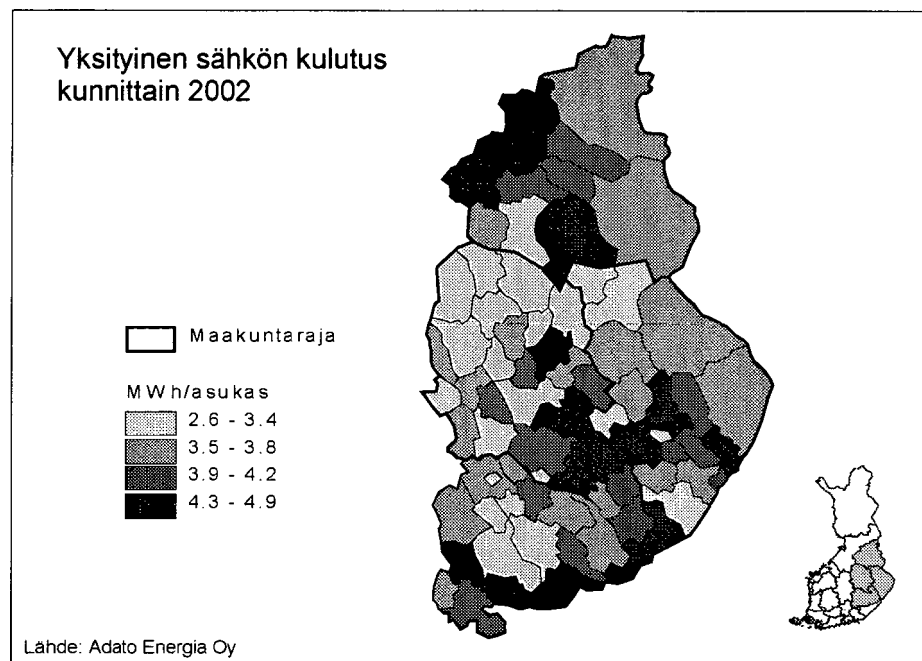 Yksityinen sähkön kulutus
kunnittain 2002
Maakuntaraja
MWh/asukas
2.6 - 3.4
3.5 - 3.8
3.9 - 4.2
4.3 - 4.9
Lähde: Adato Energia Oy